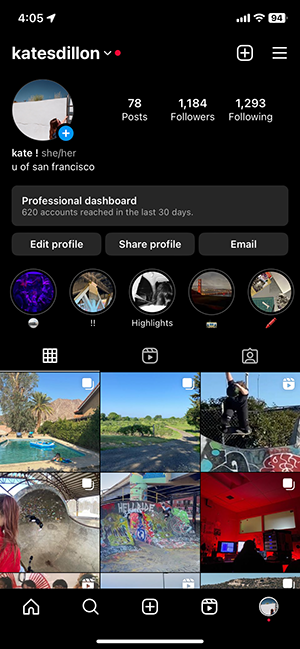 4:05
94
katesdillon
78
1,184
1,293
Posts
Followers
Following
kate ! she/her
u of san francisco
Professional dashboard
620 accounts reached in the last 30 days.
Edit profile
Share profile
Email
!!
Highlights
HELLSIDE